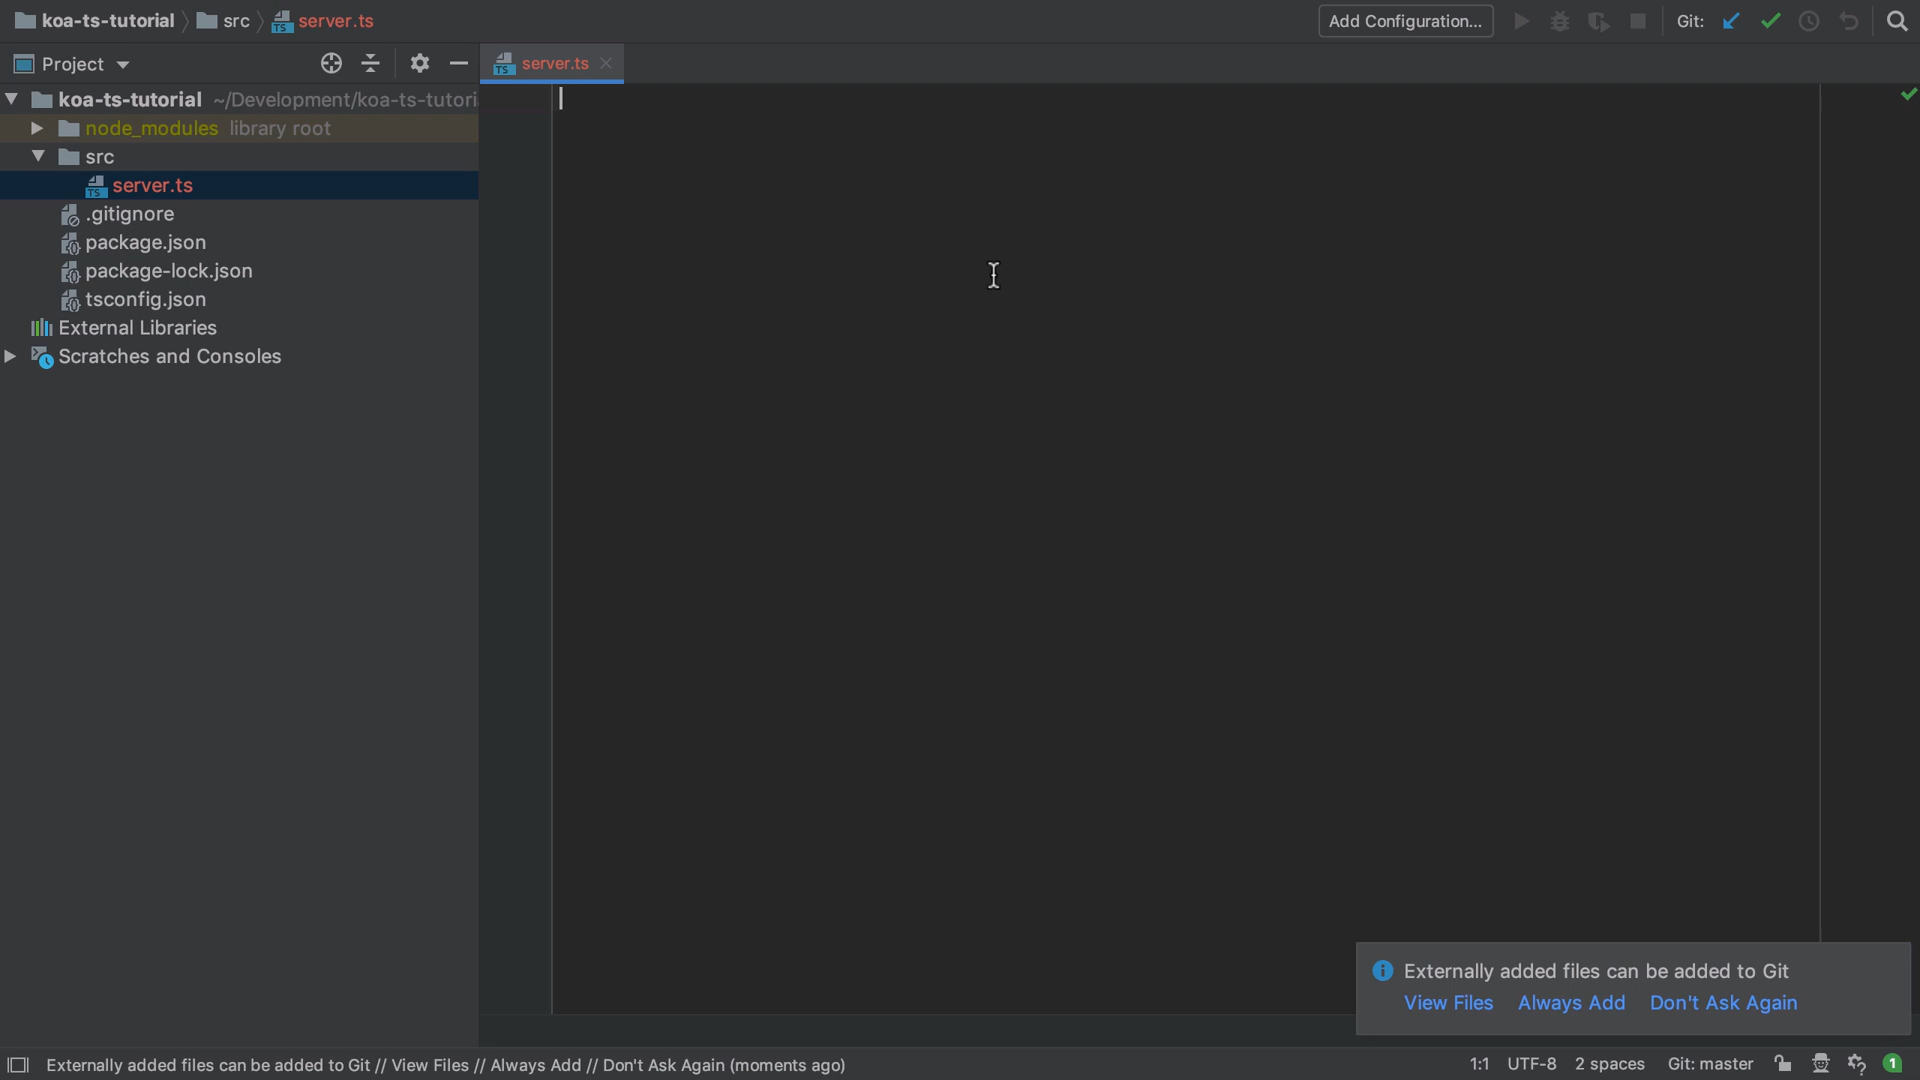 koa-ts-tutorial src server.ts Add Configuration... Git:
Project server.ts
koa-ts-tutorial ~/Development/koa-ts-tutori
node_modules library root
src
server.ts
.gitignore
package.json
package-lock.json
tsconfig.json
External Libraries
Scratches and Consoles
Externally added files can be added to Git
View Files Always Add Don't Ask Again
Externally added files can be added to Git // View Files // Always Add // Don't Ask Again (moments ago) 1:1 UTF-8 2 spaces Git: master 1